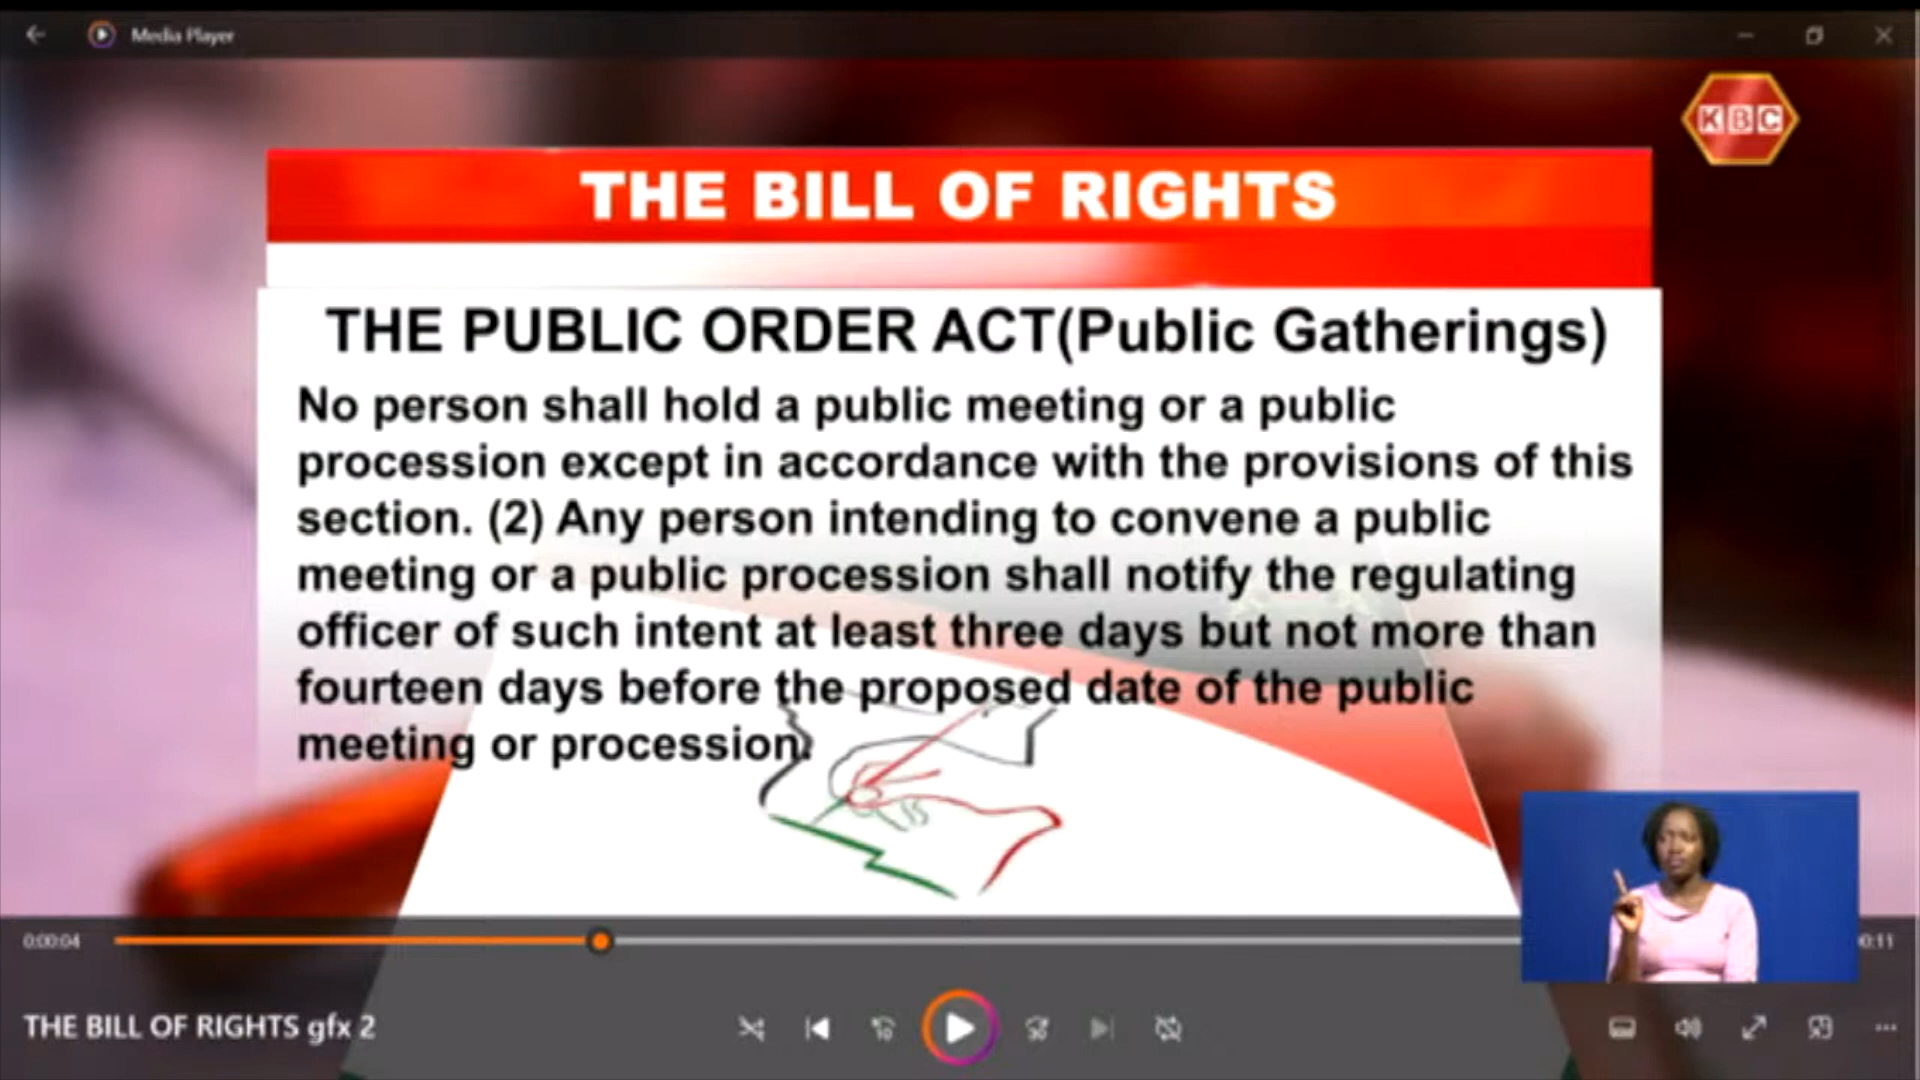 Media Player
KBC
THE BILL OF RIGHTS
THE PUBLIC ORDER ACT(Public Gatherings)
No person shall hold a public meeting or a public
procession except in accordance with the provisions of this
section. (2) Any person intending to convene a public
meeting or a public procession shall notify the regulating
officer of such intent at least three days but not more than
fourteen days before the proposed date of the public
meeting or procession.
0:00:04
0:11
THE BILL OF RIGHTS gfx 2
10
30